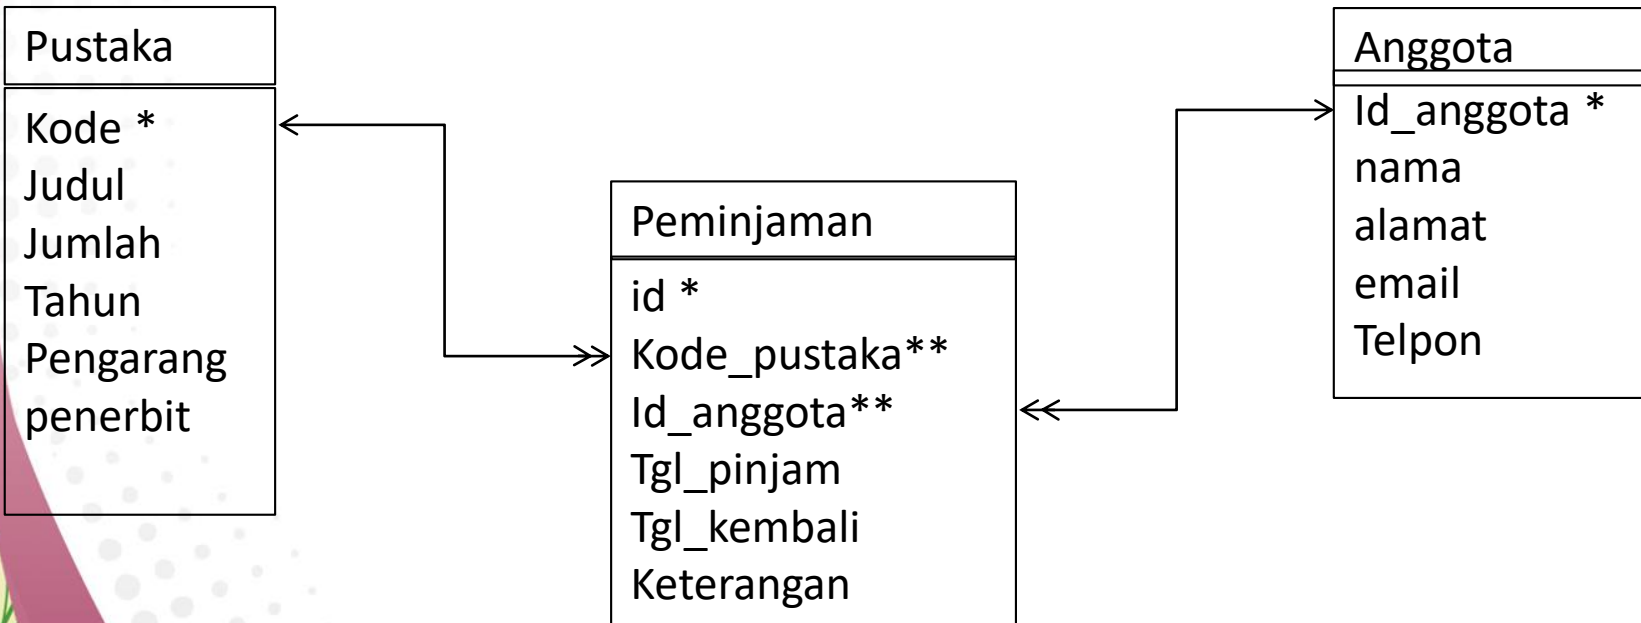 Pustaka
Kode *
Judul
Jumlah
Tahun
Pengarang
penerbit
Peminjaman
id *
Kode_pustaka**
Id_anggota**
Tgl_pinjam
Tgl_kembali
Keterangan
Anggota
Id_anggota *
nama
alamat
email
Telpon